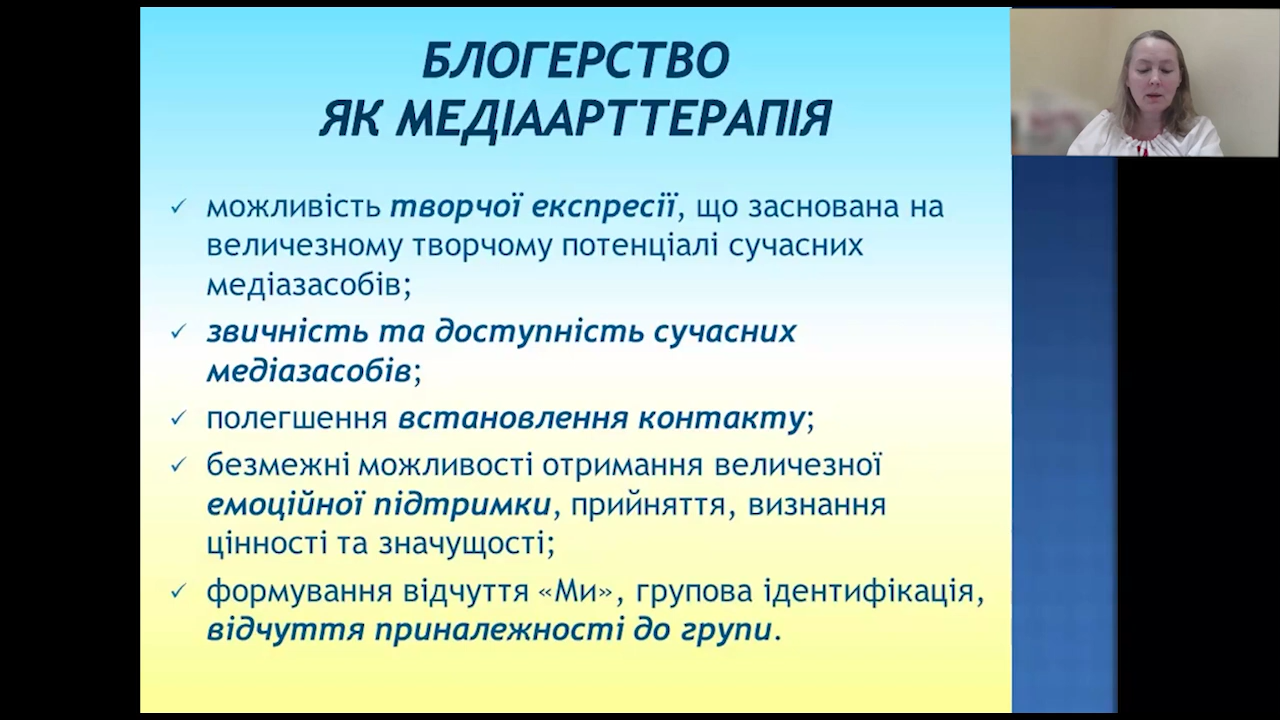 БЛОГЕРСТВО
ЯК МЕДІААРТТЕРАПІЯ
✓ можливість творчої експресії, що заснована на
величезному творчому потенціалі сучасних
медіазасобів;
✓ звичність та доступність сучасних
медіазасобів;
✓ полегшення встановлення контакту;
✓ безмежні можливості отримання величезної
емоційної підтримки, прийняття, визнання
цінності та значущості;
✓ формування відчуття «Ми», групова ідентифікація,
відчуття приналежності до групи.